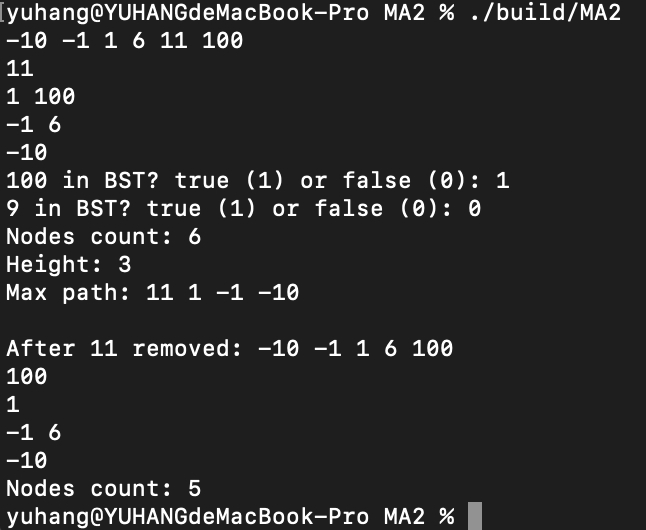 yuhang@YUHANGdeMacBook-Pro MA2 % ./build/MA2
-10 -1 1 6 11 100
11
1 100
-1 6
-10
100 in BST? true (1) or false (0): 1
9 in BST? true (1) or false (0): 0
Nodes count: 6
Height: 3
Max path: 11 1 -1 -10

After 11 removed: -10 -1 1 6 100
100
1
-1 6
-10
Nodes count: 5
yuhang@YUHANGdeMacBook-Pro MA2 %